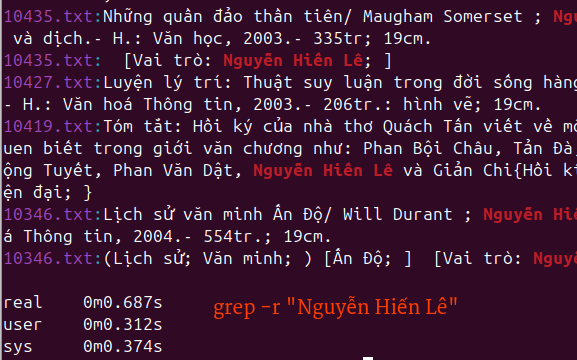 10435.txt:Những quần đảo thần tiên/ Maugham Somerset ;
và dịch.- H.: Văn học, 2003.- 335tr; 19cm.
10435.txt:  [Vai trò: Nguyễn Hiến Lê; ]
10427.txt:Luyện lý trí: Thuật suy luận trong đời sống hàng
- H.: Văn hoá Thông tin, 2003.- 206tr.: hình vẽ; 19cm.
10419.txt:Tóm tắt: Hồi ký của nhà thơ Quách Tấn viết về
uen biết trong giới văn chương như: Phan Bội Châu, Tản Đà,
ộng Tuyết, Phan Văn Dật, Nguyễn Hiến Lê và Giản Chi{Hồi
ện đại; }
10346.txt:Lịch sử văn minh Ấn Độ/ Will Durant ; Nguyễn
á Thông tin, 2004.- 554tr.; 19cm.
10346.txt:(Lịch sử; Văn minh; ) [Ấn Độ; ]  [Vai trò:
real    0m0.687s
user    0m0.312s
sys     0m0.374s
grep -r "Nguyễn Hiến Lê"